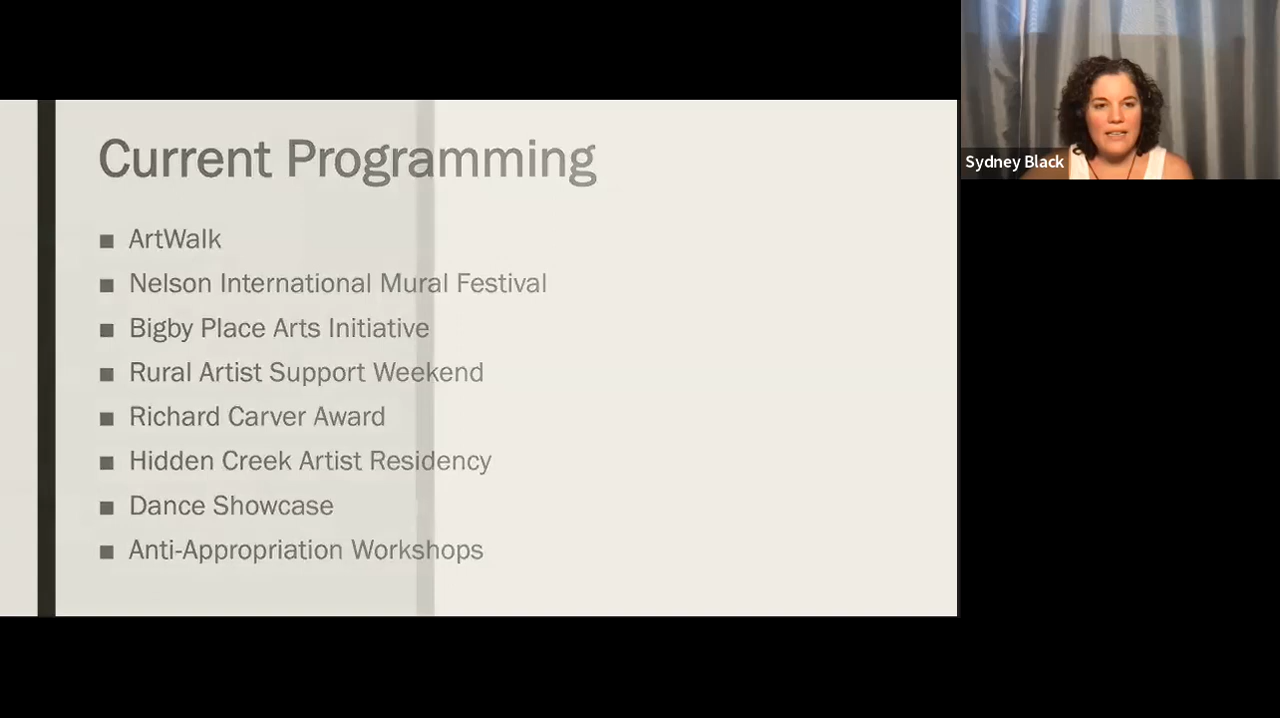 Current Programming
■ ArtWalk
■ Nelson International Mural Festival
■ Bigby Place Arts Initiative
■ Rural Artist Support Weekend
■ Richard Carver Award
■ Hidden Creek Artist Residency
■ Dance Showcase
■ Anti-Appropriation Workshops
Sydney Black